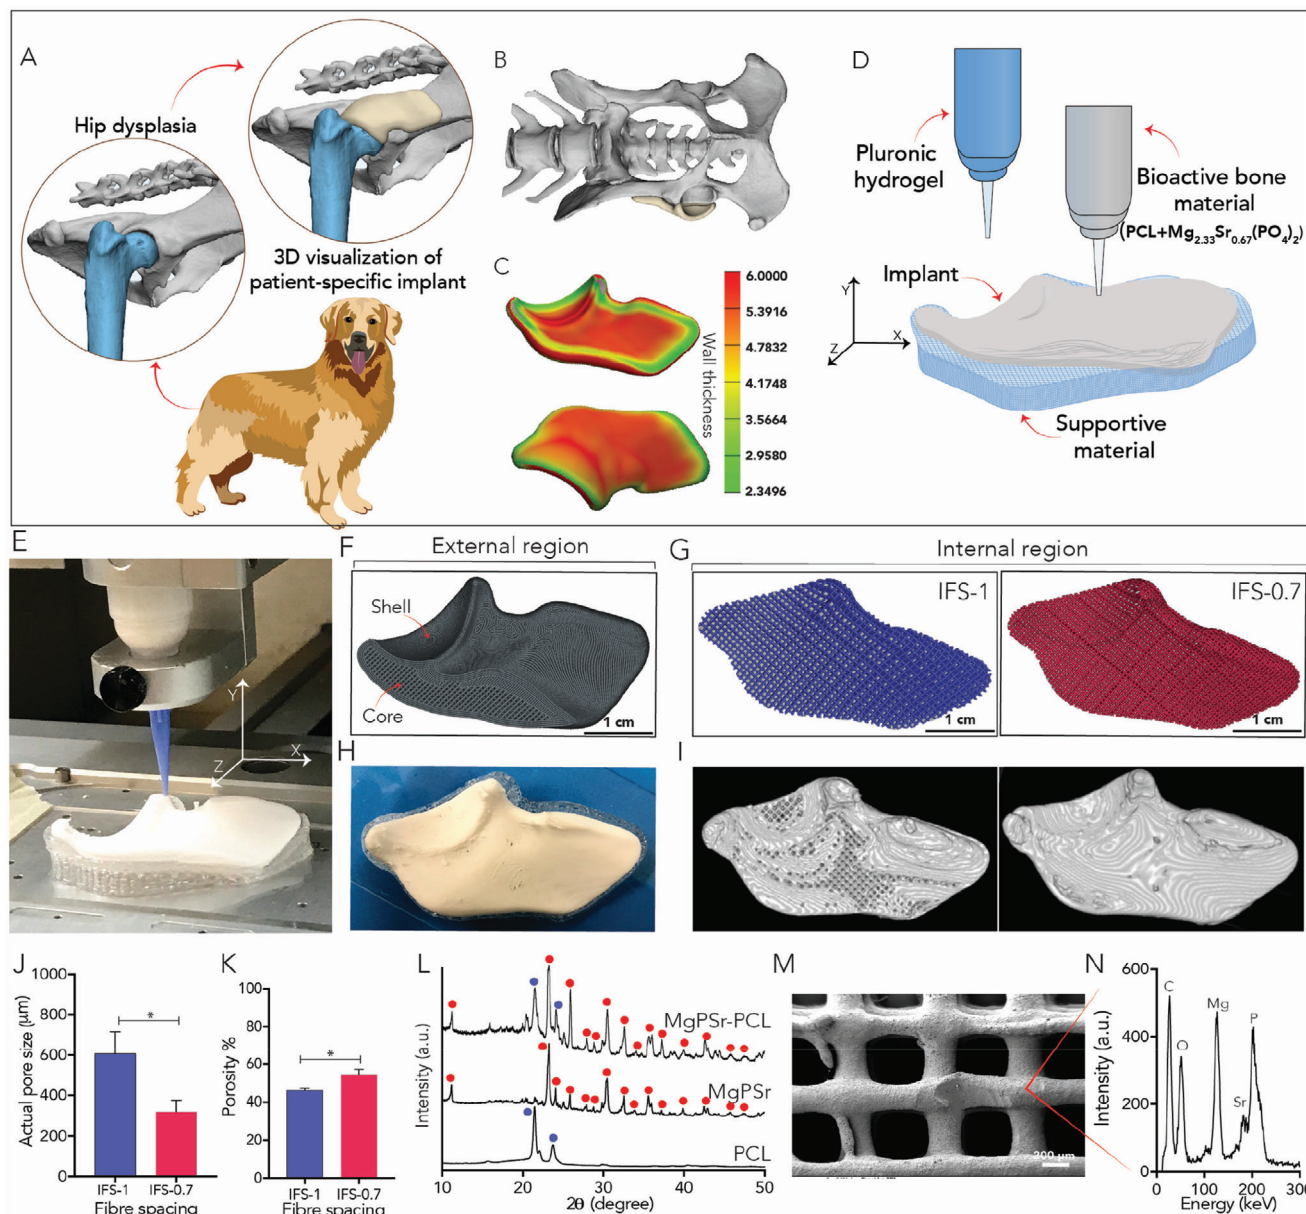 A
Hip dysplasia
3D visualization of
patient-specific implant
B
C
Wall thickness
6.0000
5.3916
4.7832
4.1748
3.5664
2.9580
2.3496
D
Pluronic
hydrogel
Bioactive bone
material
(PCL+Mg2.33Sr0.67(PO4)2)
Implant
Y
X
Z
Supportive
material
E
Y
X
Z
F
External region
Shell
Core
1 cm
G
Internal region
IFS-1
1 cm
IFS-0.7
1 cm
H
I
J
Actual pore size (µm)
1000
800
600
400
200
0
*
IFS-1 IFS-0.7
Fibre spacing
K
Porosity %
100
80
60
40
20
0
*
IFS-1 IFS-0.7
Fibre spacing
L
Intensity (a.u.)
MgPSr-PCL
MgPSr
PCL
10 20 30 40 50
2θ (degree)
M
200 µm
N
Intensity (a.u.)
600
400
200
0
C
O
Mg
Sr
P
0 100 200 300
Energy (keV)